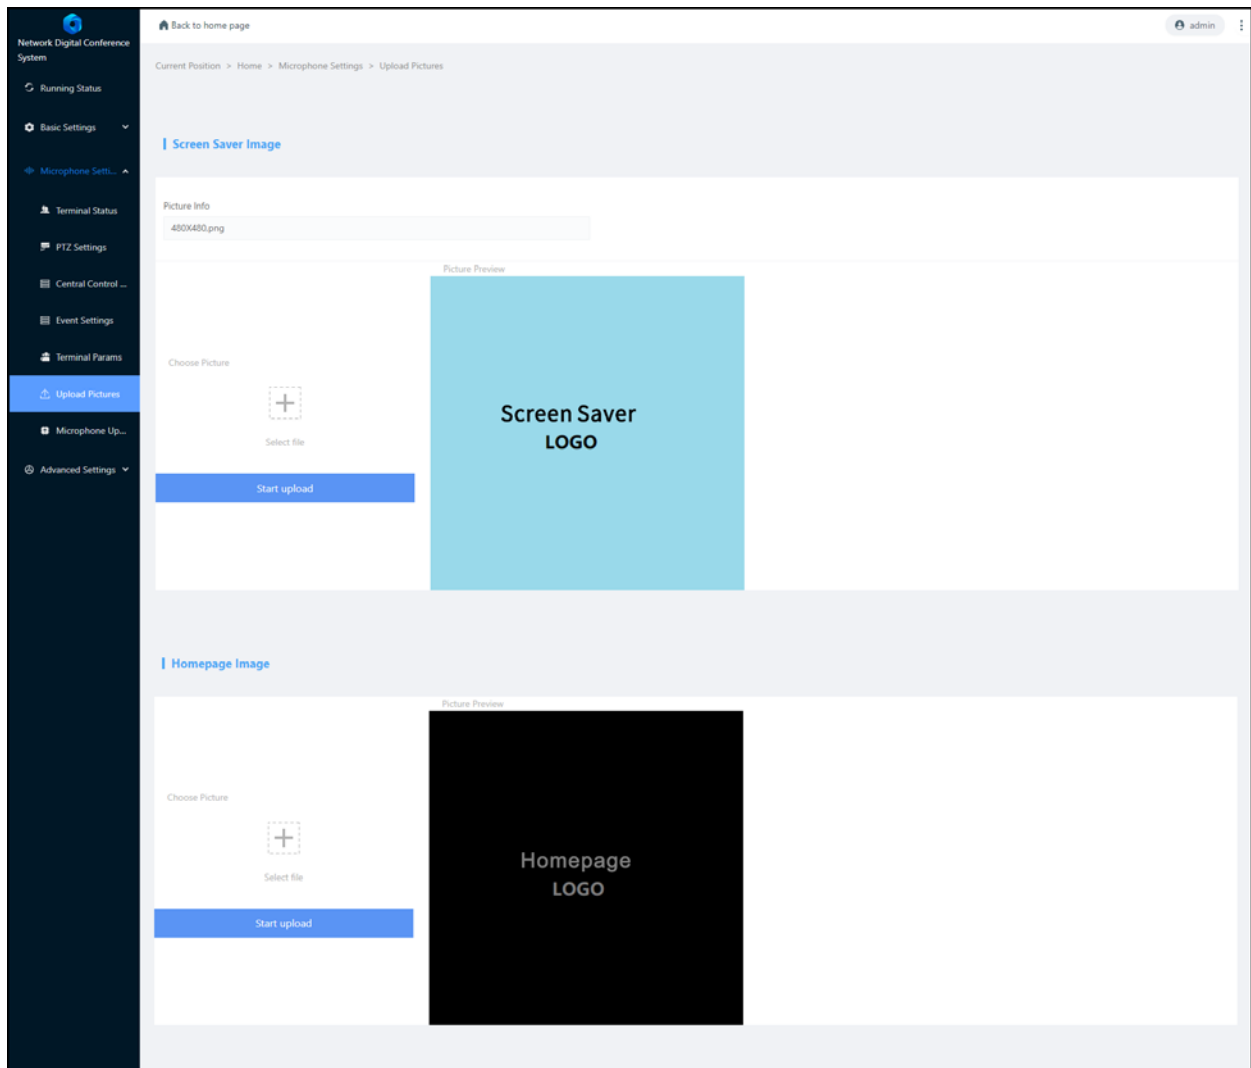 Network Digital Conference
System
Back to home page
admin
Current Position > Home > Microphone Settings > Upload Pictures
Running Status
Basic Settings
Microphone Setti...
Terminal Status
PTZ Settings
Central Control ...
Event Settings
Terminal Params
Upload Pictures
Microphone Up...
Advanced Settings
Screen Saver Image
Picture Info
480X480.png
Picture Preview
Choose Picture
Select file
Start upload
Screen Saver
LOGO
Homepage Image
Picture Preview
Choose Picture
Select file
Start upload
Homepage
LOGO